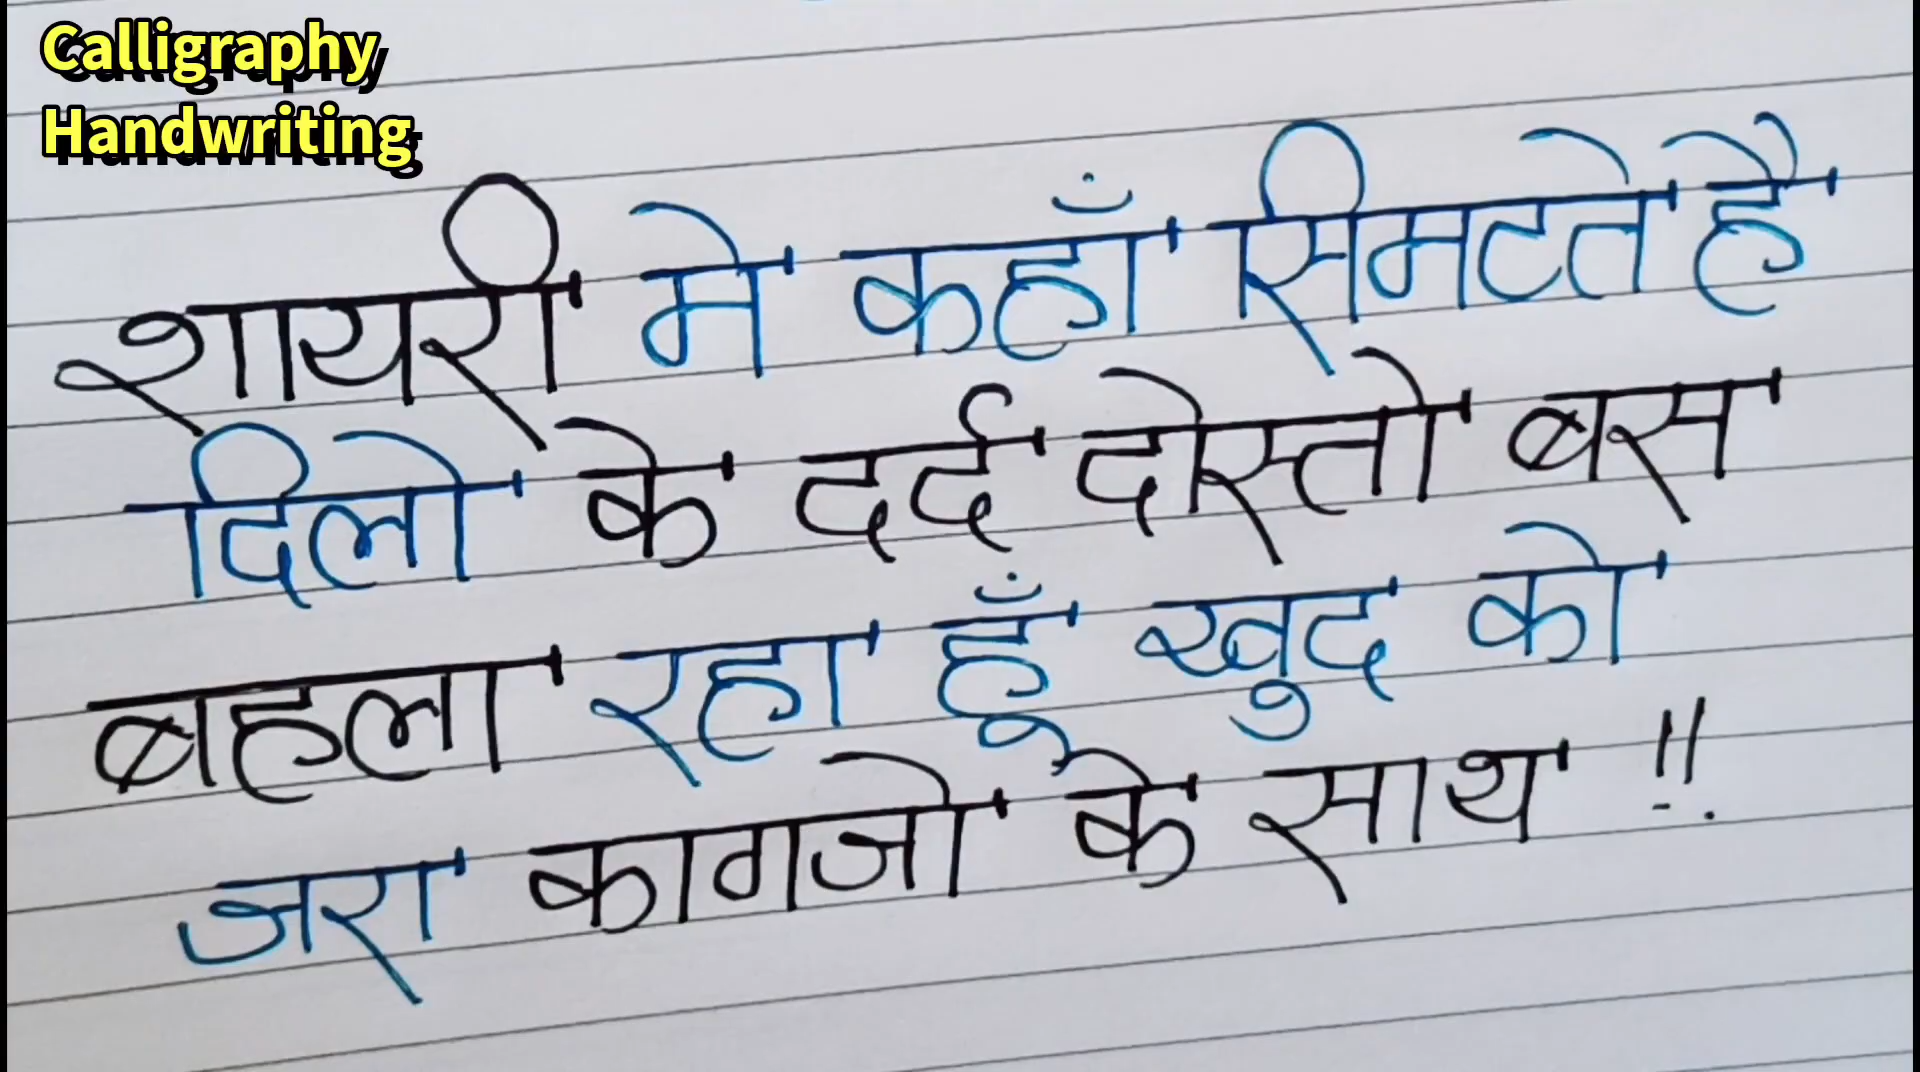 Calligraphy
Handwriting
शायरी मे कहाँ सिमटते है
दिलो के दर्द दोस्तो बस
बहला रहा हूँ खुद को
जरा कागजो के साथ !!